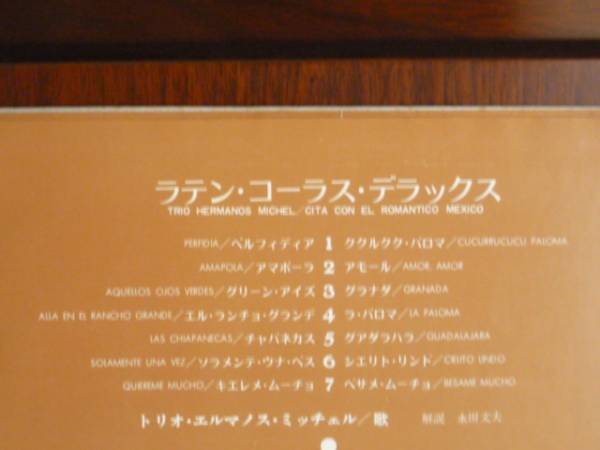 ラテン・コーラス・デラックス
TRIO HERMANOS MICHEL/CITA CON EL ROMANTICO MEXICO
PERFIDIA/ペルフィディア 1 ククルクク・パロマ/CUCURRUCUCU PALOMA
AMAPOLA/アマポーラ 2 アモール/AMOR, AMOR
AQUELLOS OJOS VERDES/グリーン・アイズ 3 グラナダ/GRANADA
ALLA EN EL RANCHO GRANDE/エル・ランチョ・グランデ 4 ラ・パロマ/LA PALOMA
LAS CHIAPANECAS/チャパネカス 5 グアダラハラ/GUADALAJARA
SOLAMENTE UNA VEZ/ソラメンテ・ウナ・ベス 6 シエリト・リンド/CIELITO LINDO
QUIEREME MUCHO/キエレメ・ムーチョ 7 ベサメ・ムーチョ/BESAME MUCHO
トリオ・エルマノス・ミッチェル/歌 解説 永田文夫